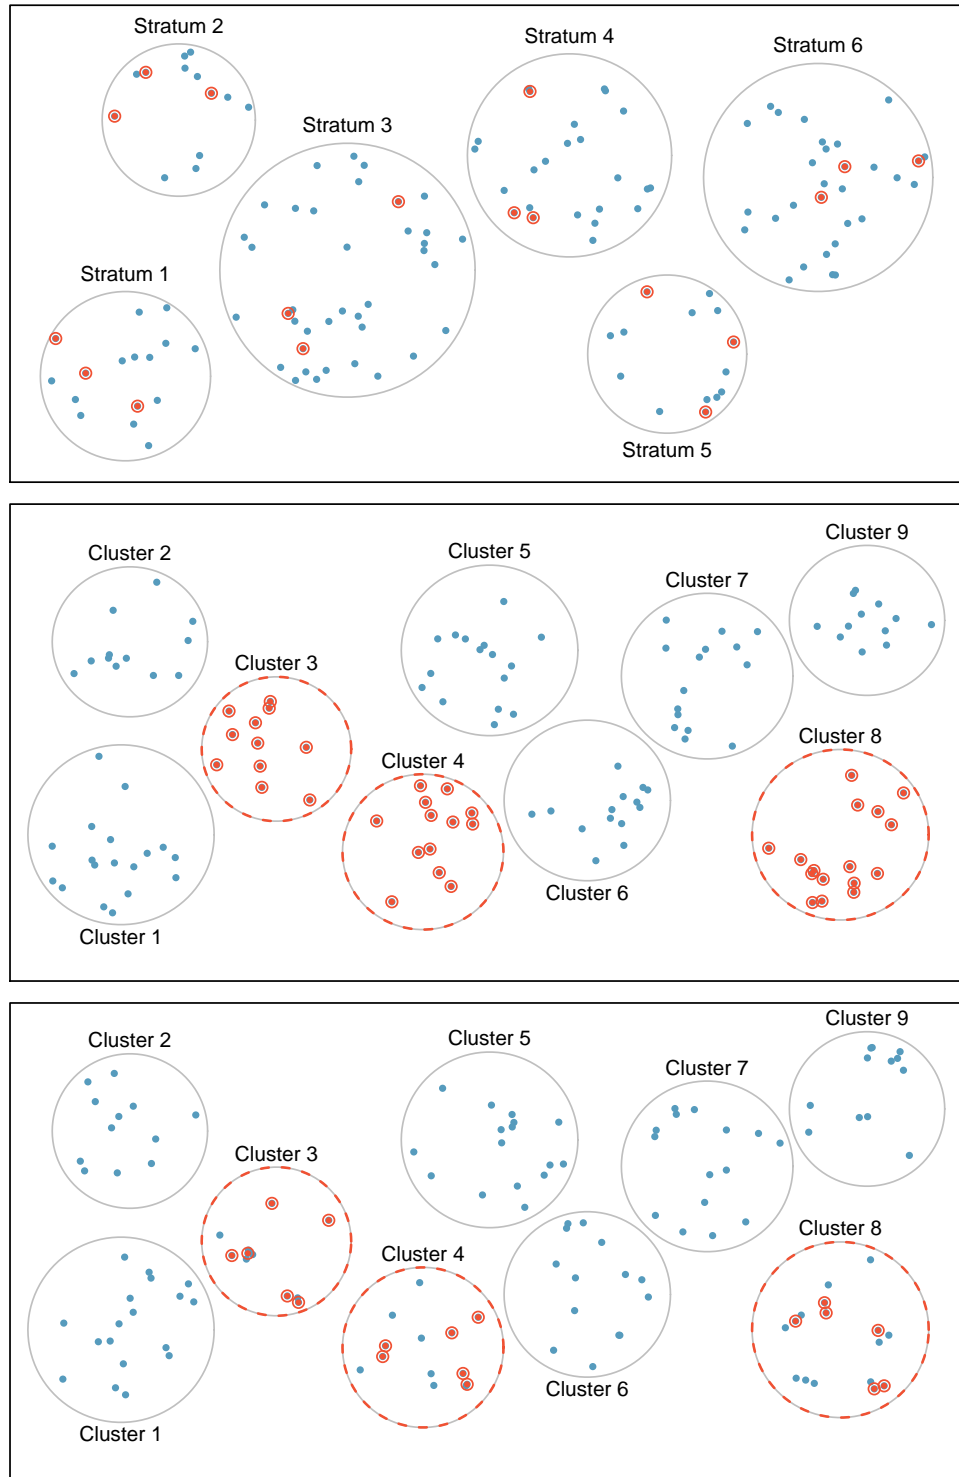 Stratum 2
Stratum 4
Stratum 6
Stratum 3
Stratum 1
Stratum 5
Cluster 9
Cluster 2
Cluster 5
Cluster 7
Cluster 3
Cluster 8
Cluster 4
Cluster 6
Cluster 1
Cluster 9
Cluster 2
Cluster 5
Cluster 7
Cluster 3
Cluster 8
Cluster 4
Cluster 6
Cluster 1